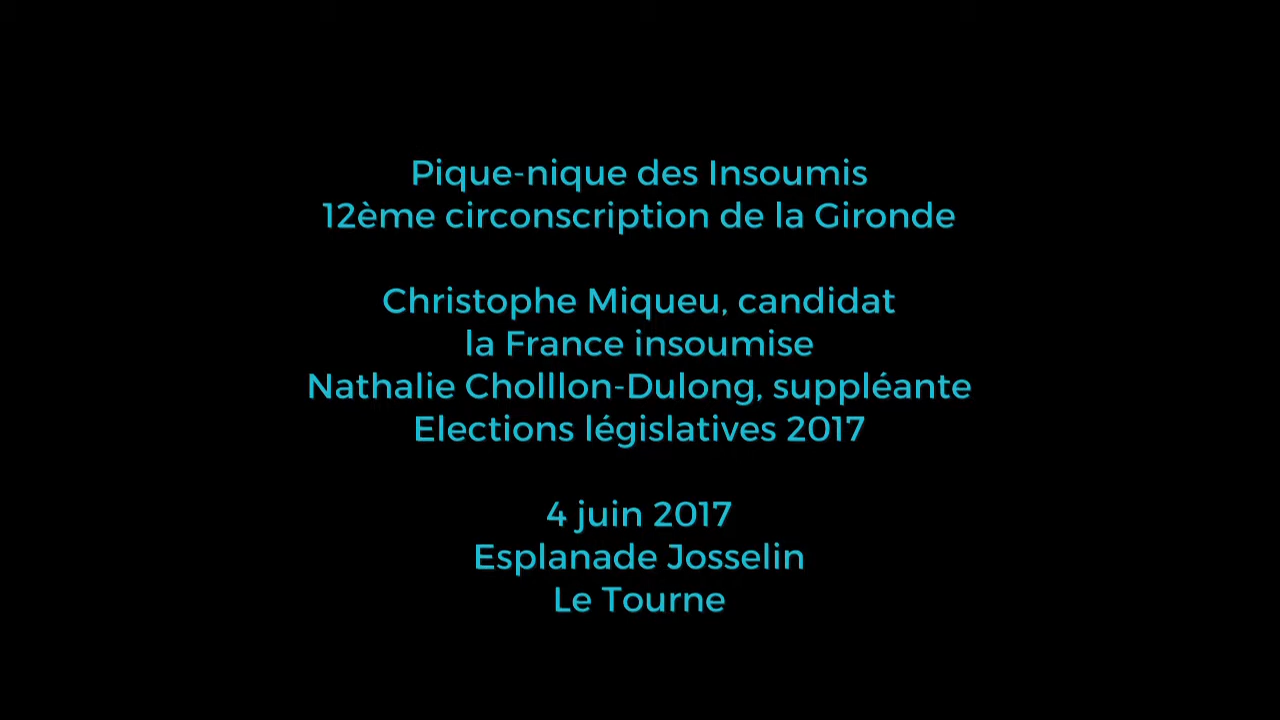 Pique-nique des Insoumis
12ème circonscription de la Gironde
Christophe Miqueu, candidat
la France insoumise
Nathalie Cholllon-Dulong, suppléante
Elections législatives 2017
4 juin 2017
Esplanade Josselin
Le Tourne